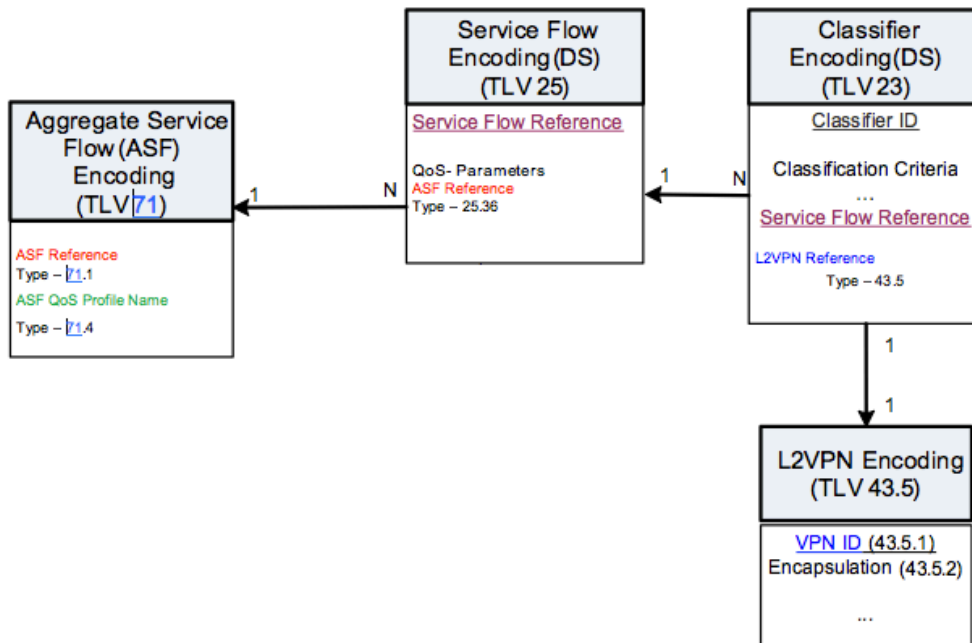 Aggregate Service
Flow (ASF)
Encoding
(TLV 71)
ASF Reference
Type – 71.1
ASF QoS Profile Name
Type – 71.4
1
N
Service Flow
Encoding (DS)
(TLV 25)
Service Flow Reference
QoS- Parameters
ASF Reference
Type – 25.36
1
N
Classifier
Encoding(DS)
(TLV 23)
Classifier ID
Classification Criteria
...
Service Flow Reference
L2VPN Reference
Type – 43.5
1
1
L2VPN Encoding
(TLV 43.5)
VPN ID (43.5.1)
Encapsulation (43.5.2)
...